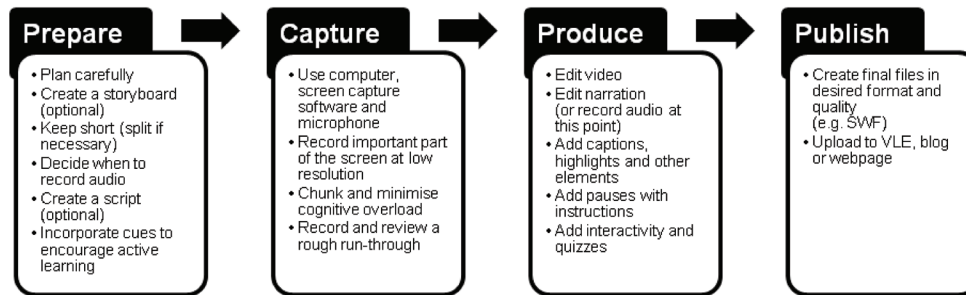 Prepare
• Plan carefully
• Create a storyboard
(optional)
• Keep short (split if
necessary)
• Decide when to
record audio
• Create a script
(optional)
• Incorporate cues to
encourage active
learning
Capture
• Use computer,
screen capture
software and
microphone
• Record important part
of the screen at low
resolution
• Chunk and minimise
cognitive overload
• Record and review a
rough run-through
Produce
• Edit video
• Edit narration
(or record audio at
this point)
• Add captions,
highlights and other
elements
• Add pauses with
instructions
• Add interactivity and
quizzes
Publish
• Create final files in
desired format and
quality
(e.g. SWF)
• Upload to VLE, blog
or webpage